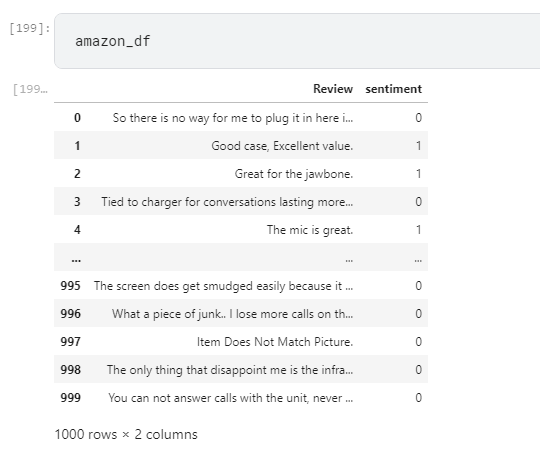 [199]:
amazon_df
[199...
Review sentiment
0 So there is no way for me to plug it in here i... 0
1 Good case, Excellent value. 1
2 Great for the jawbone. 1
3 Tied to charger for conversations lasting more... 0
4 The mic is great. 1
... ... ...
995 The screen does get smudged easily because it ... 0
996 What a piece of junk.. I lose more calls on th... 0
997 Item Does Not Match Picture. 0
998 The only thing that disappoint me is the infra... 0
999 You can not answer calls with the unit, never ... 0
1000 rows × 2 columns